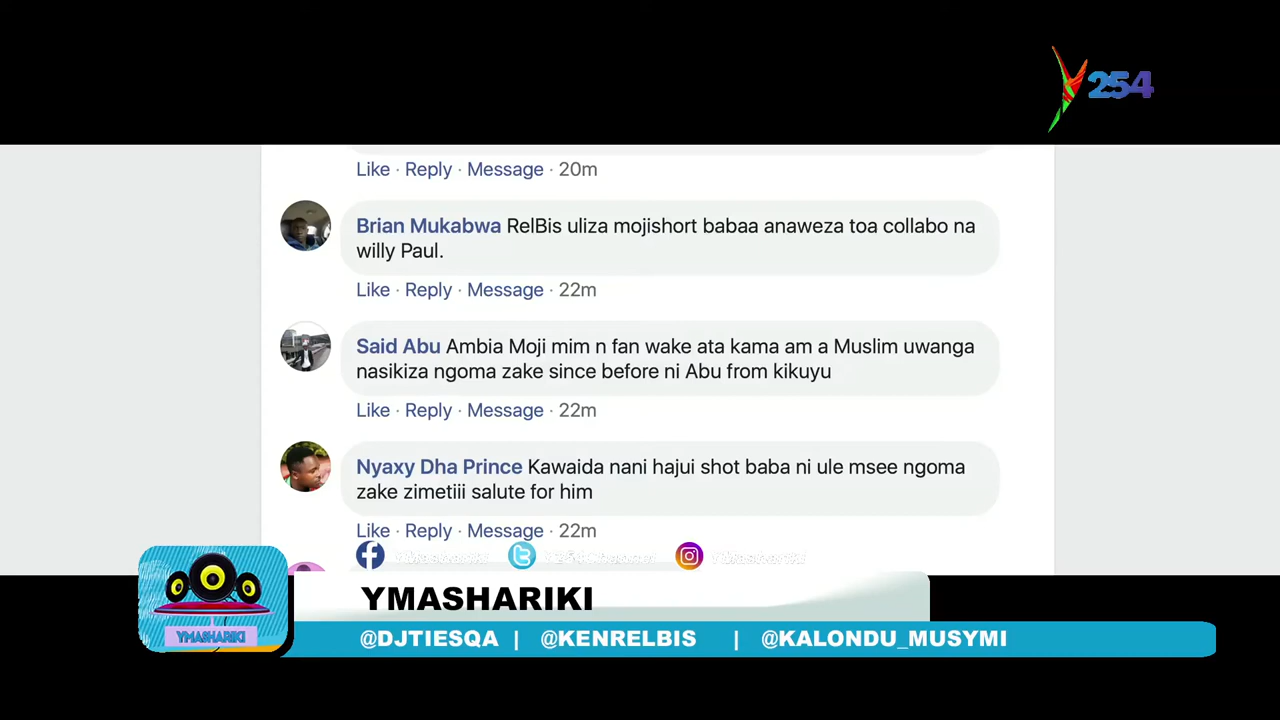 254
Like · Reply · Message · 20m
Brian Mukabwa RelBis uliza mojishort babaa anaweza toa collabo na
willy Paul.
Like · Reply · Message · 22m
Said Abu Ambia Moji mim n fan wake ata kama am a Muslim uwanga
nasikiza ngoma zake since before ni Abu from kikuyu
Like · Reply · Message · 22m
Nyaxy Dha Prince Kawaida nani hajui shot baba ni ule msee ngoma
zake zimetiii salute for him
Like · Reply · Message · 22m
YMASHARIKI
YMASHARIKI
@DJTIESQA | @KENRELBIS | @KALONDU_MUSYMI